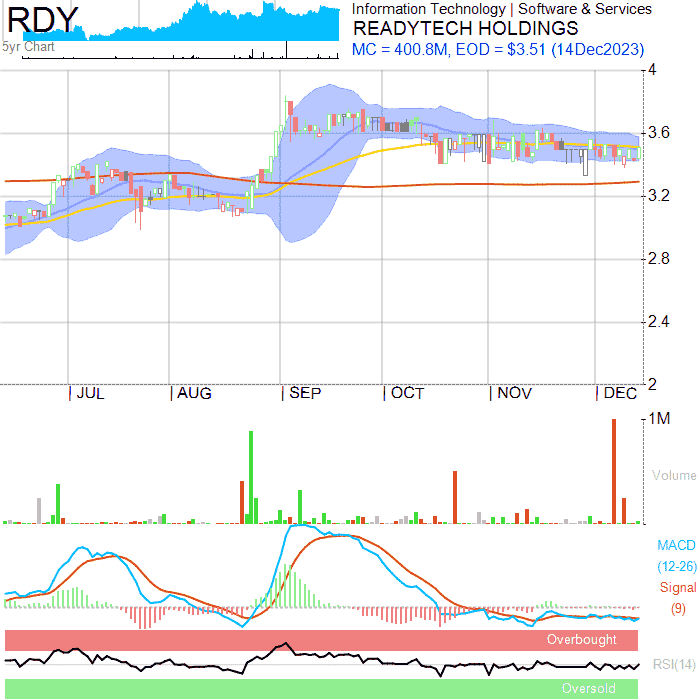 RDY
5yr Chart
Information Technology | Software & Services
READYTECH HOLDINGS
MC = 400.8M, EOD = $3.51 (14Dec2023)
4
3.6
3.2
2.8
2.4
2
JUL AUG SEP OCT NOV DEC
1M
Volume
MACD
(12-26)
Signal
(9)
Overbought
RSI(14)
Oversold